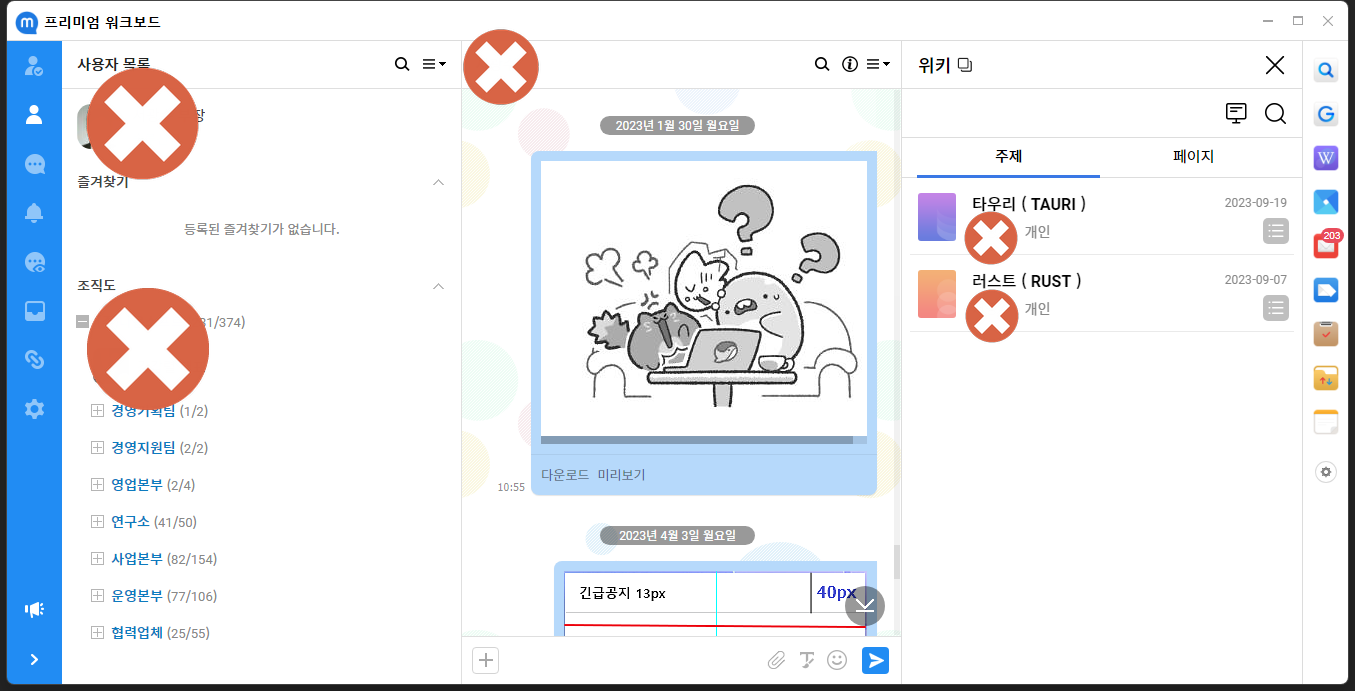 프리미엄 워크보드
사용자 목록
즐겨찾기
등록된 즐겨찾기가 없습니다.
조직도
/374)
경영기획팀 (1/2)
경영지원팀 (2/2)
영업본부 (2/4)
연구소 (41/50)
사업본부 (82/154)
운영본부 (77/106)
협력업체 (25/55)
2023년 1월 30일 월요일
다운로드 미리보기
10:55
2023년 4월 3일 월요일
긴급공지 13px
40px
위키
주제 페이지
타우리 ( TAURI ) 2023-09-19
개인
러스트 ( RUST ) 2023-09-07
개인
203